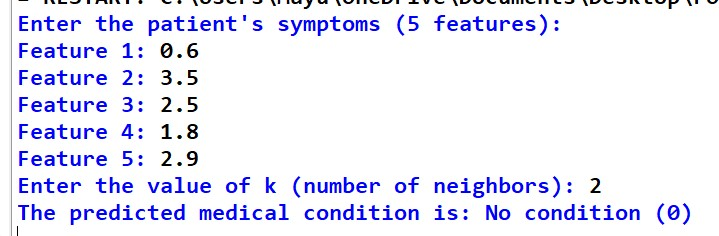 Enter the patient's symptoms (5 features):
Feature 1: 0.6
Feature 2: 3.5
Feature 3: 2.5
Feature 4: 1.8
Feature 5: 2.9
Enter the value of k (number of neighbors): 2
The predicted medical condition is: No condition (0)